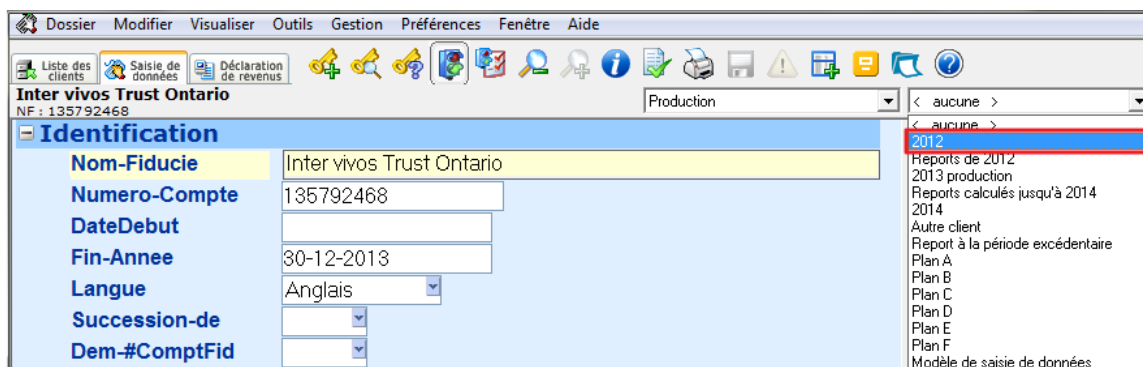 Dossier Modifier Visualiser Outils Gestion Préférences Fenêtre Aide
Liste des clients Saisie de données Déclaration de revenus
Inter vivos Trust Ontario
NF : 135792468
Production
< aucune >
Identification
Nom-Fiducie Inter vivos Trust Ontario
Numero-Compte 135792468
DateDebut
Fin-Annee 30-12-2013
Langue Anglais
Succession-de
Dem-#ComptFid
< aucune >
2012
Reports de 2012
2013 production
Reports calculés jusqu'à 2014
2014
Autre client
Report à la période excédentaire
Plan A
Plan B
Plan C
Plan D
Plan E
Plan F
Modèle de saisie de données